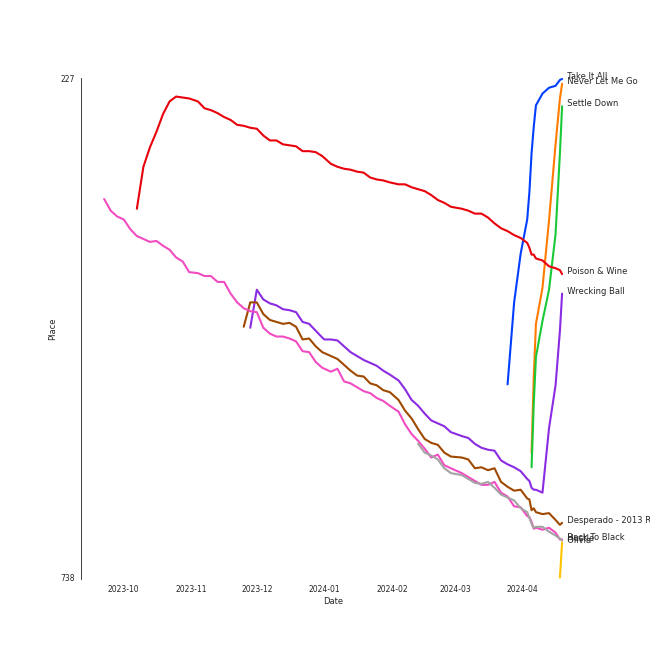 227
Take It All
Never Let Me Go
Settle Down
Poison & Wine
Wrecking Ball
Place
Desperado - 2013 R
Back To Black
738
2023-10
2023-11
2023-12
2024-01
2024-02
2024-03
2024-04
Date